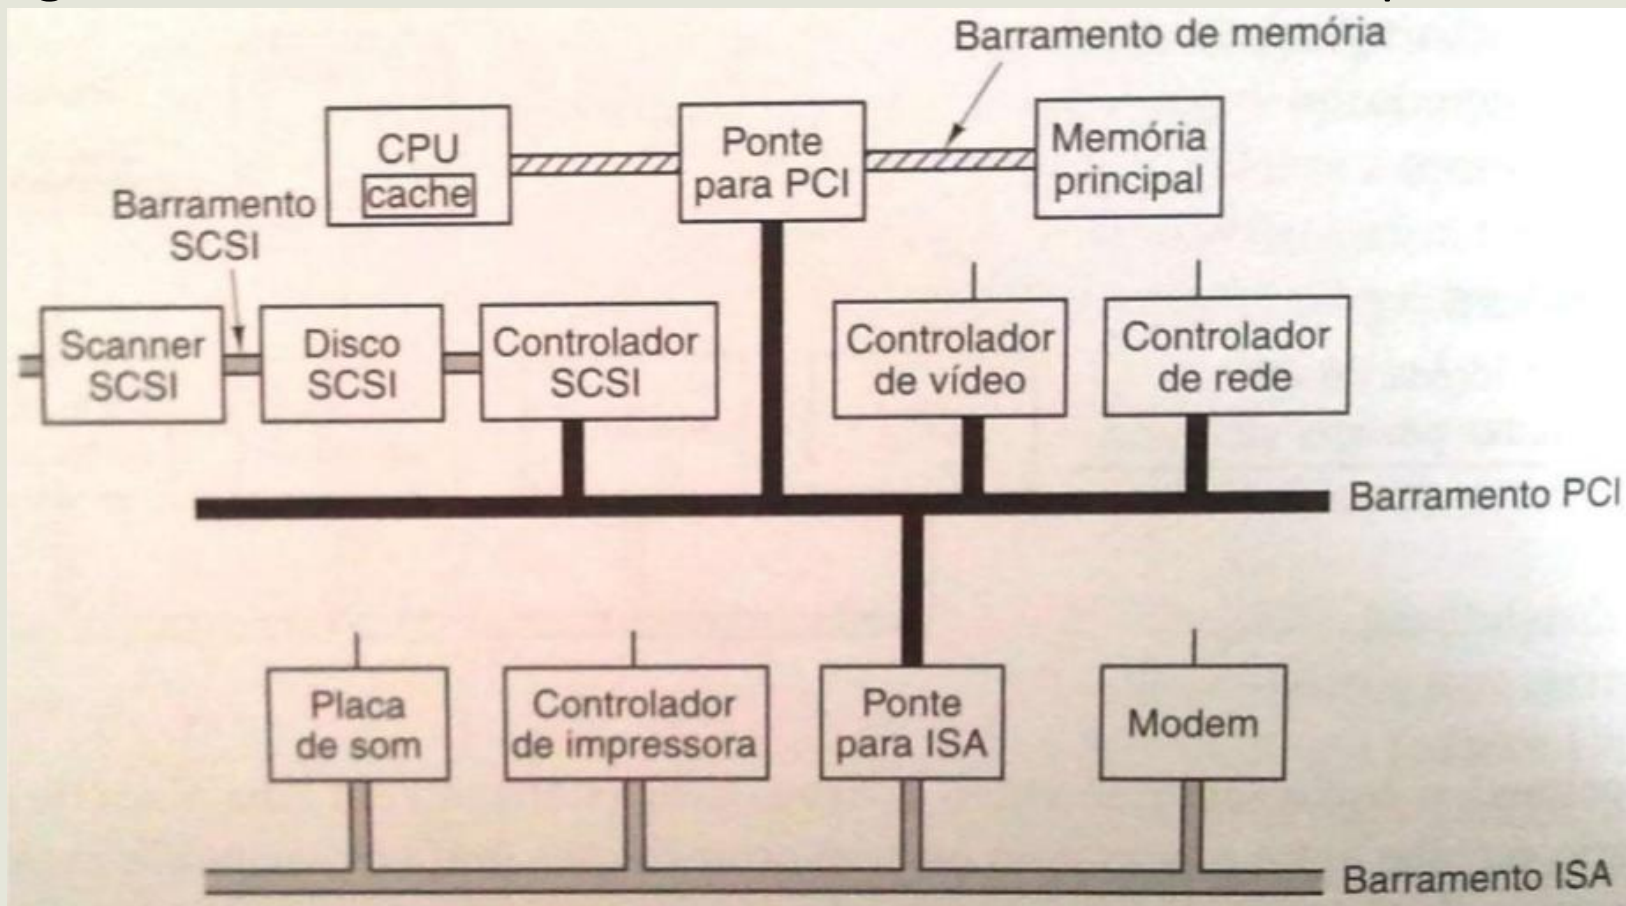 Barramento de memória
CPU
cache
Ponte
para PCI
Memória
principal
Barramento
SCSI
Scanner
SCSI
Disco
SCSI
Controlador
SCSI
Controlador
de vídeo
Controlador
de rede
Barramento PCI
Placa
de som
Controlador
de impressora
Ponte
para ISA
Modem
Barramento ISA